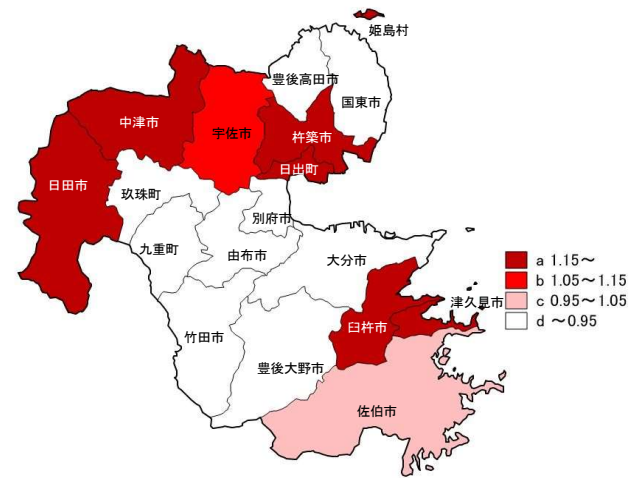 姫島村
豊後高田市
国東市
中津市
宇佐市
杵築市
日出町
日田市
玖珠町
別府市
九重町
由布市
大分市
津久見市
臼杵市
竹田市
豊後大野市
佐伯市
a 1.15～
b 1.05～1.15
c 0.95～1.05
d ～0.95